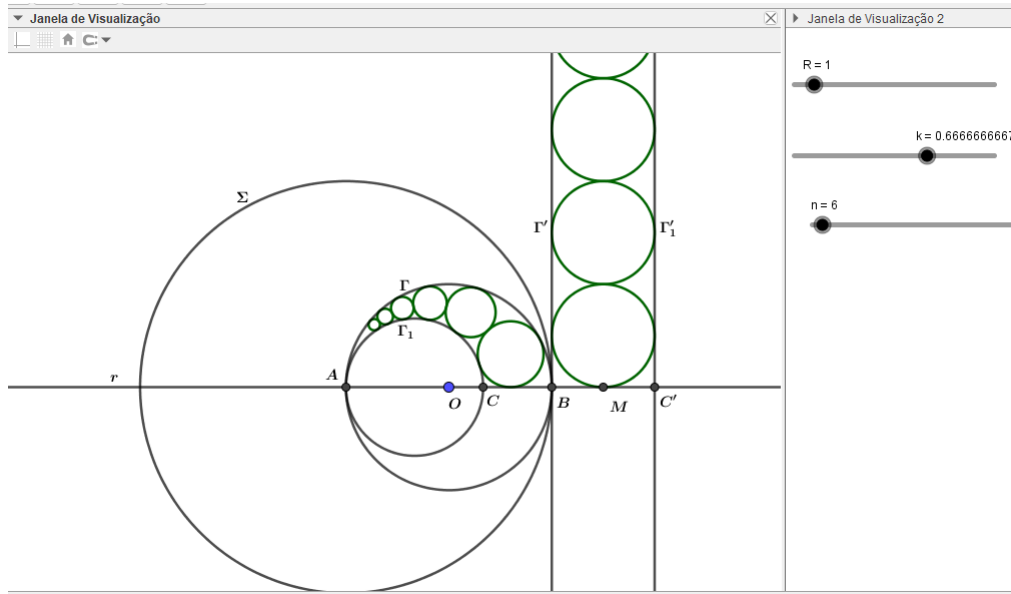 Janela de Visualização
Janela de Visualização 2
R = 1
k = 0.6666666667
n = 6
Σ
Γ′
Γ′₁
Γ
Γ₁
r
A
O
C
B
M
C′